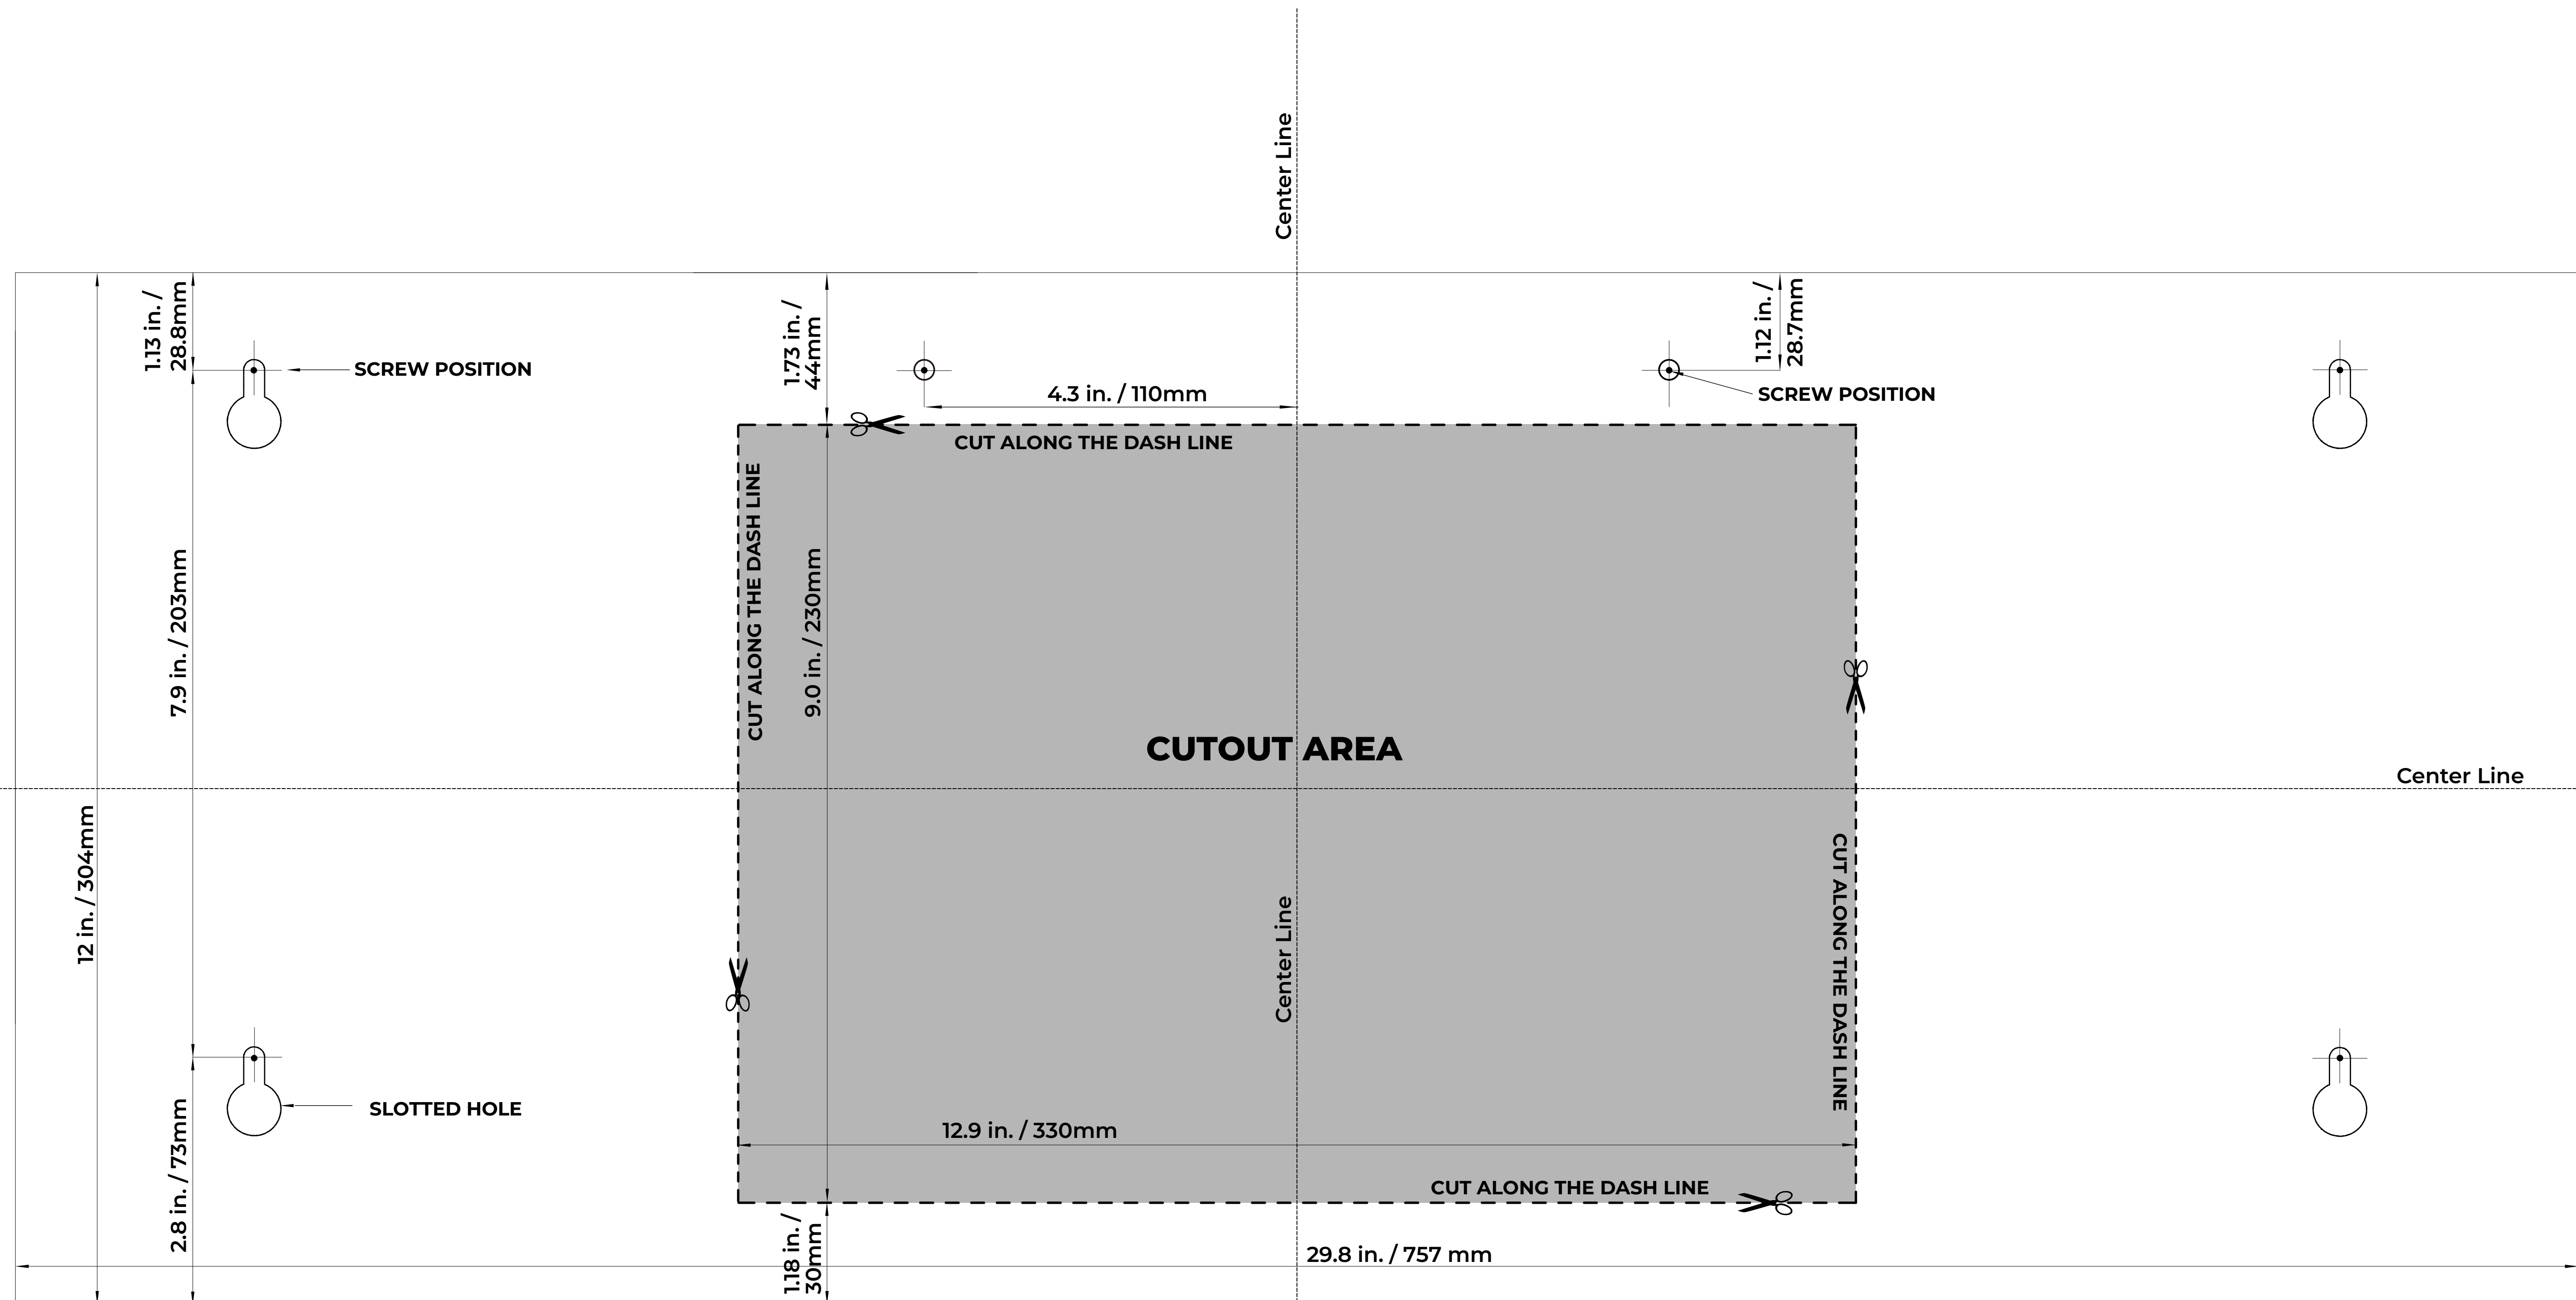 Center Line
1.13 in. /
28.8mm
SCREW POSITION
1.73 in. /
44mm
4.3 in. / 110mm
1.12 in. /
28.7mm
SCREW POSITION
CUT ALONG THE DASH LINE
CUT ALONG THE DASH LINE
7.9 in. / 203mm
9.0 in. / 230mm
CUTOUT AREA
Center Line
12 in. / 304mm
Center Line
CUT ALONG THE DASH LINE
SLOTTED HOLE
2.8 in. / 73mm
12.9 in. / 330mm
CUT ALONG THE DASH LINE
1.18 in. /
30mm
29.8 in. / 757 mm